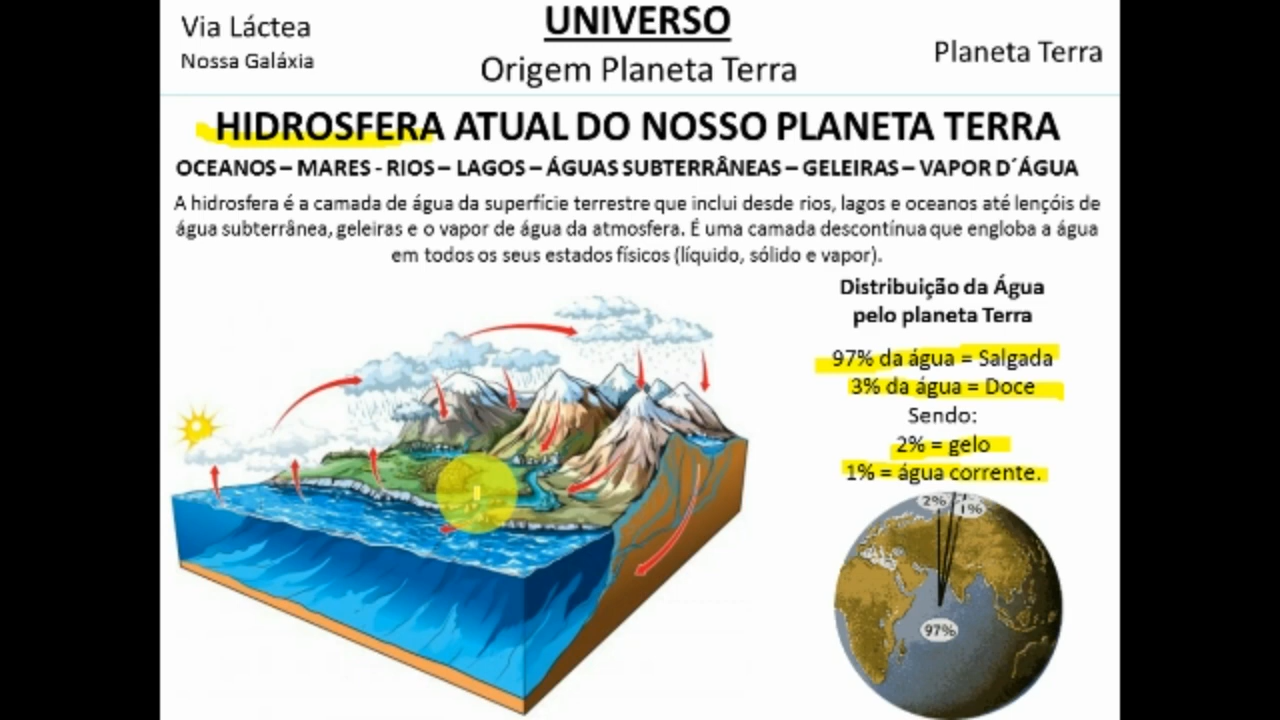 Via Láctea
Nossa Galáxia
UNIVERSO
Origem Planeta Terra
Planeta Terra
HIDROSFERA ATUAL DO NOSSO PLANETA TERRA
OCEANOS – MARES - RIOS – LAGOS – ÁGUAS SUBTERRÂNEAS – GELEIRAS – VAPOR D´ÁGUA
A hidrosfera é a camada de água da superfície terrestre que inclui desde rios, lagos e oceanos até lençóis de
água subterrânea, geleiras e o vapor de água da atmosfera. É uma camada descontínua que engloba a água
em todos os seus estados físicos (líquido, sólido e vapor).
Distribuição da Água
pelo planeta Terra
97% da água = Salgada
3% da água = Doce
Sendo:
2% = gelo
1% = água corrente.
2%
1%
97%